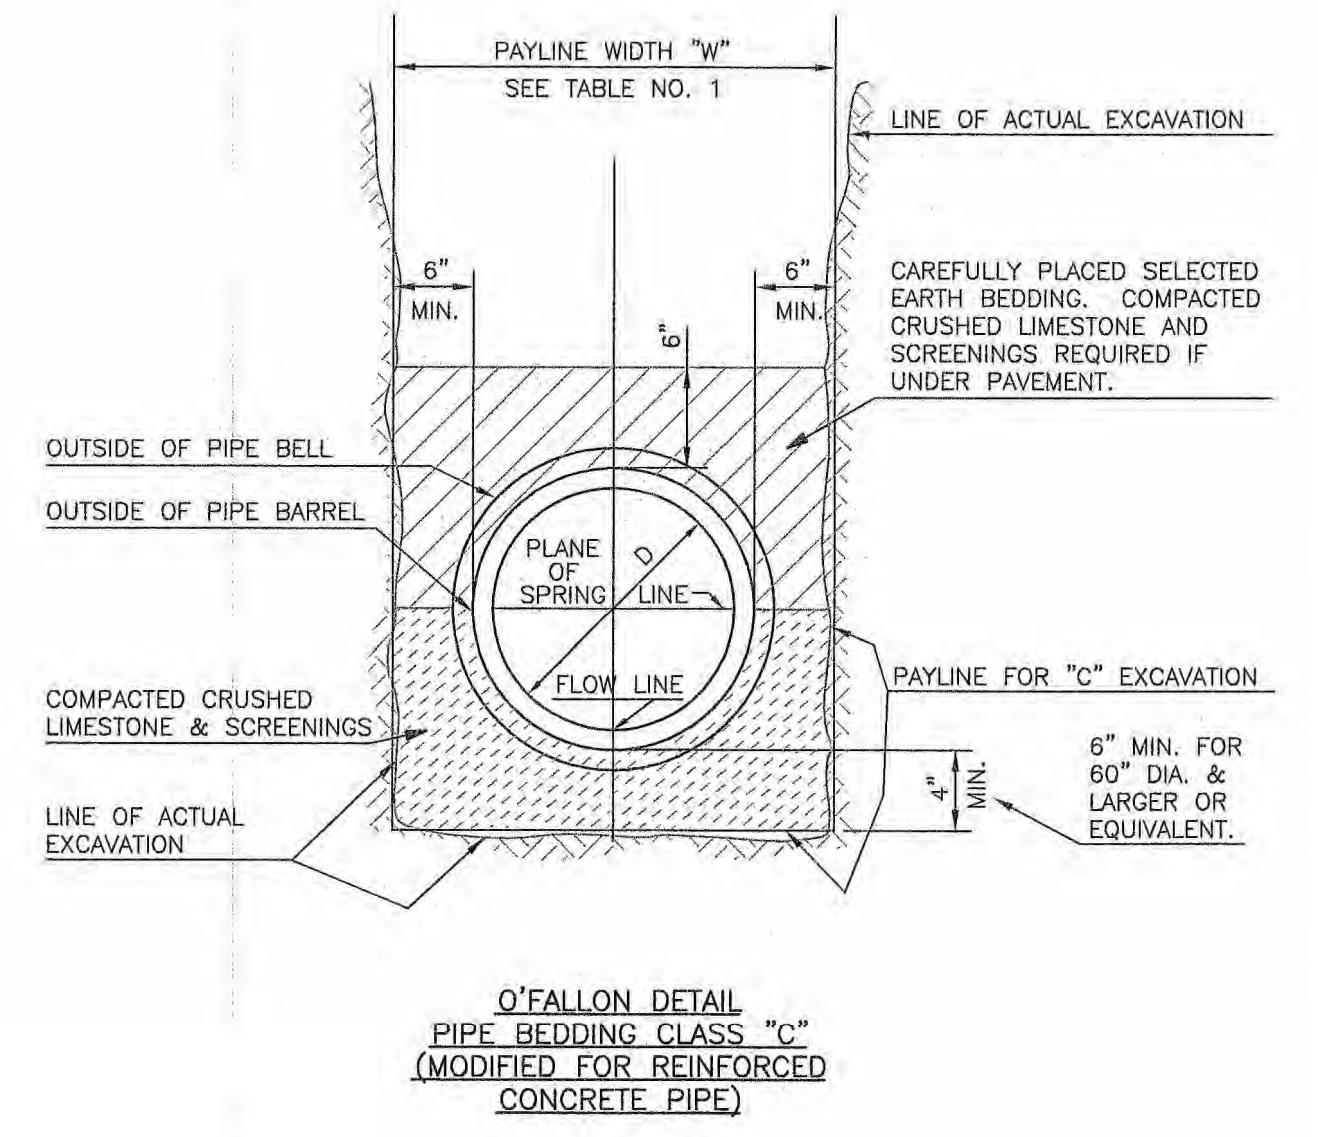 PAYLINE WIDTH "W"
SEE TABLE NO. 1
LINE OF ACTUAL EXCAVATION
6"
MIN.
6"
MIN.
6"
CAREFULLY PLACED SELECTED
EARTH BEDDING. COMPACTED
CRUSHED LIMESTONE AND
SCREENINGS REQUIRED IF
UNDER PAVEMENT.
OUTSIDE OF PIPE BELL
OUTSIDE OF PIPE BARREL
PLANE
OF
SPRING LINE
D
FLOW LINE
PAYLINE FOR "C" EXCAVATION
COMPACTED CRUSHED
LIMESTONE & SCREENINGS
4"
MIN.
6" MIN. FOR
60" DIA. &
LARGER OR
EQUIVALENT.
LINE OF ACTUAL
EXCAVATION
O'FALLON DETAIL
PIPE BEDDING CLASS "C"
(MODIFIED FOR REINFORCED
CONCRETE PIPE)